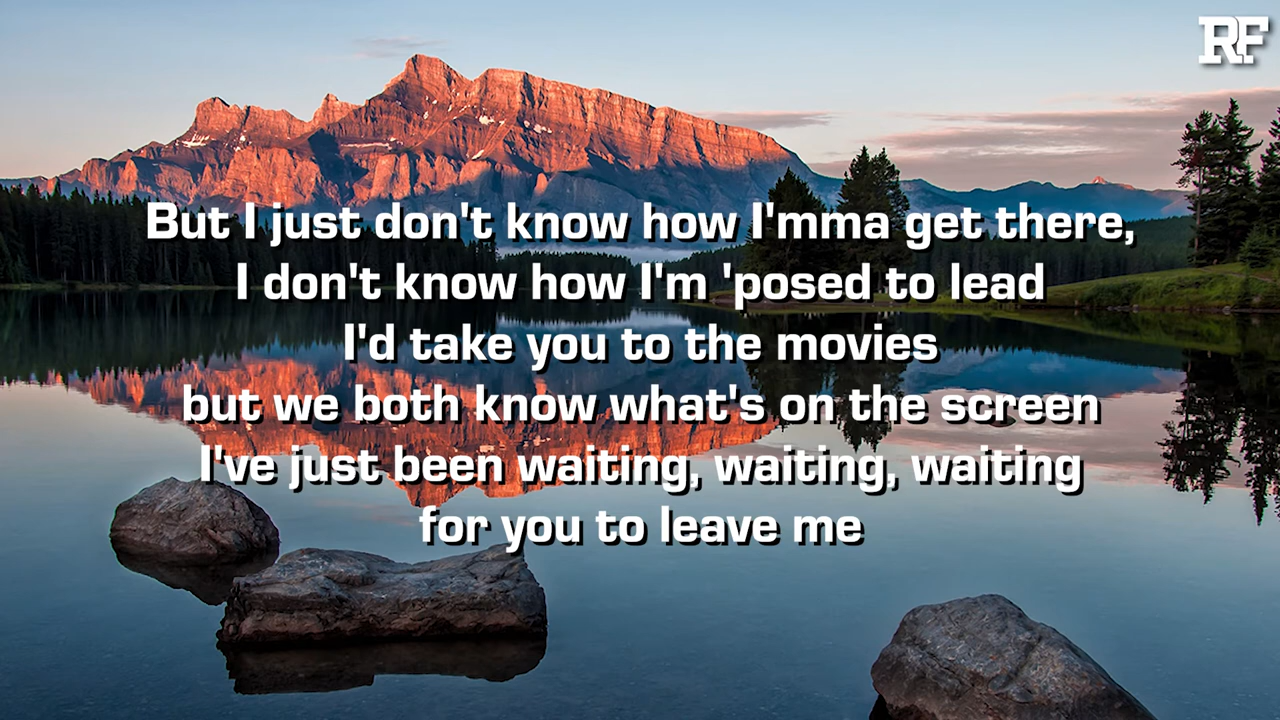 RF
But I just don't know how I'mma get there,
I don't know how I'm 'posed to lead
I'd take you to the movies
but we both know what's on the screen
I've just been waiting, waiting, waiting
for you to leave me